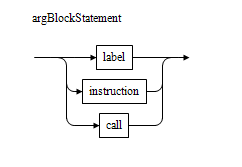 argBlockStatement
label
instruction
call